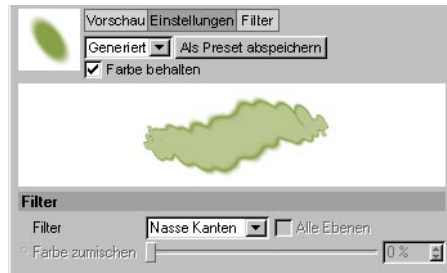 Vorschau Einstellungen Filter
Generiert Als Preset abspeichern
Farbe behalten
Filter
Filter Nasse Kanten Alle Ebenen
Farbe zumischen 0 %